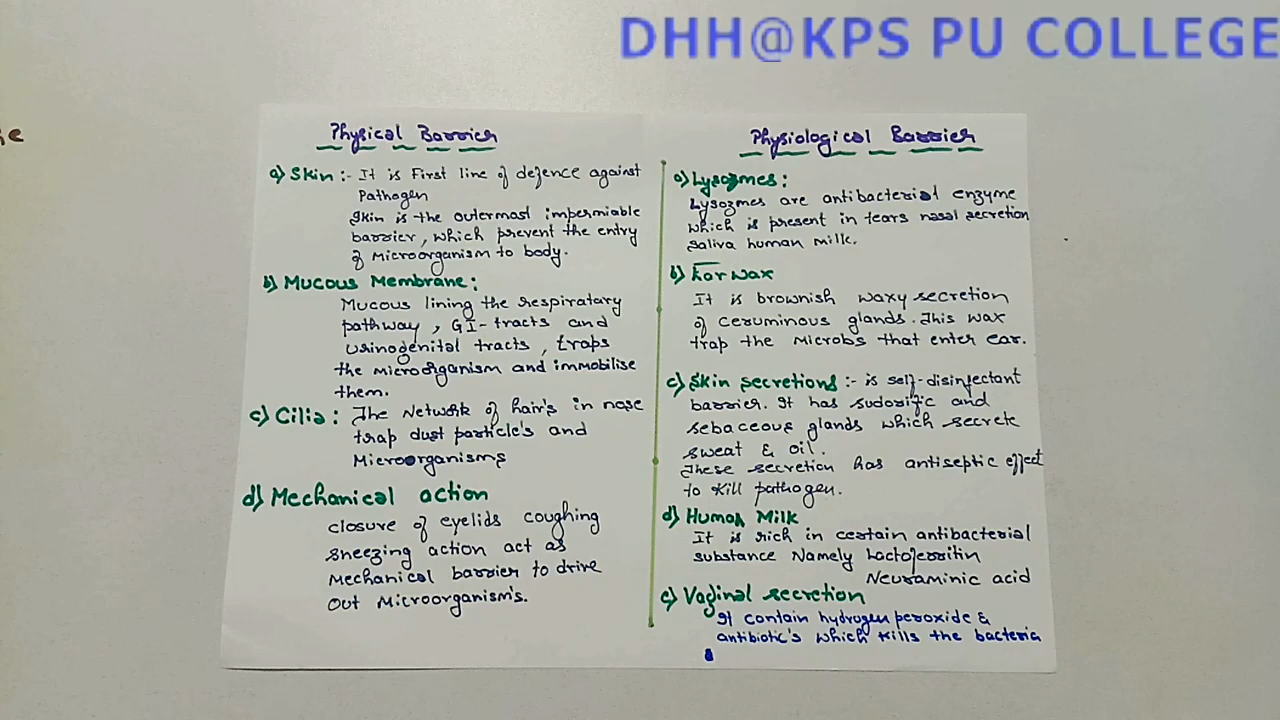 DHH@KPS PU COLLEGE
Physical Barrier
a) Skin :- It is First line of defence against
Pathogen
Skin is the outermost impermiable
barrier, which prevent the entry
of Microorganism to body.
b) Mucous Membrane:
Mucous lining the respiratary
pathway, GI-tracts and
urinogenital tracts, traps
the microorganism and immobilise
them.
c) Cilia: The Network of hair's in nose
trap dust particle's and
Microorganisms
d) Mechanical action
closure of eyelids coughing
sneezing action act as
Mechanical barrier to drive
out Microorganism's.
Physiological Barrier
a) Lysozmes:
Lysozmes are antibacterial enzyme
which is present in tears nasal secretion
saliva human milk.
b) Ear wax
It is brownish waxy secretion
of ceruminous glands. This wax
trap the Microbs that enter ear.
c) Skin secretions :- is self-disinfectant
barrier. It has sudorific and
sebaceous glands which secrete
sweat & oil.
These secretion has antiseptic effect
to kill pathogen.
d) Human Milk
It is rich in certain antibacterial
substance Namely Lactoferritin
Neuraminic acid
e) Vaginal secretion
It contain hydrogen peroxide &
antibiotic's which kills the bacteria